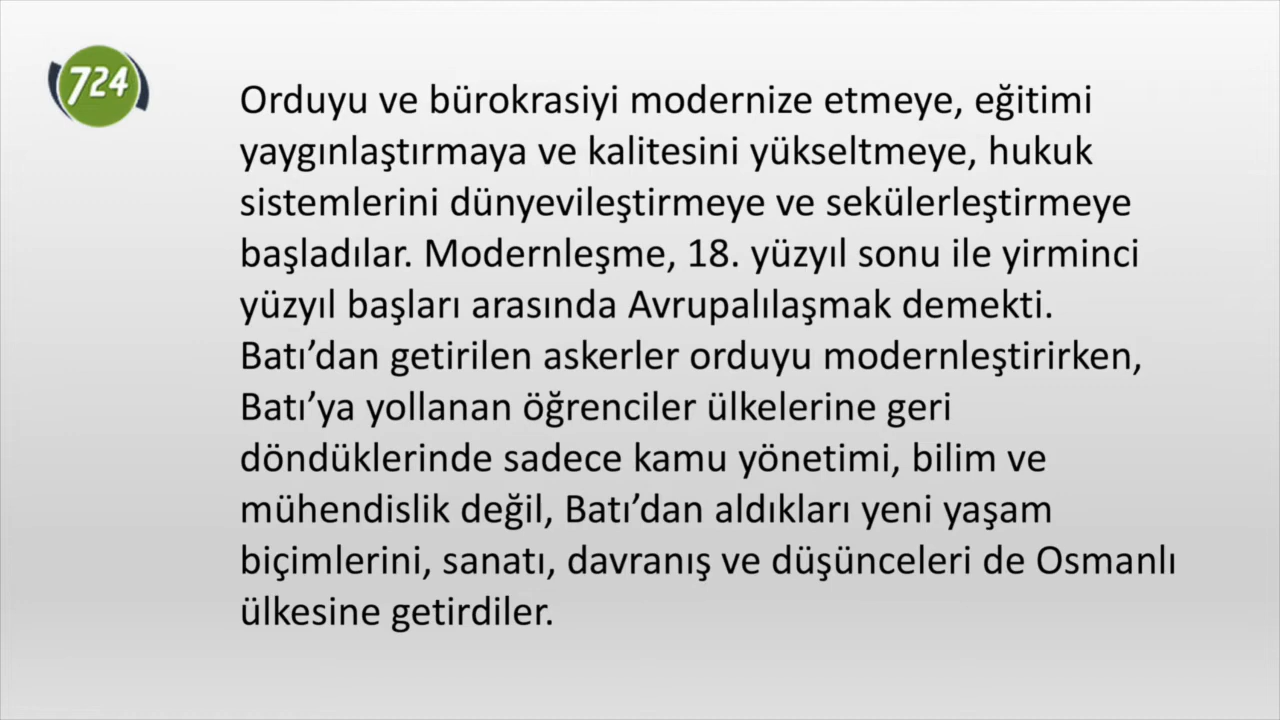 724
Orduyu ve bürokrasiyi modernize etmeye, eğitimi
yaygınlaştırmaya ve kalitesini yükseltmeye, hukuk
sistemlerini dünyevileştirmeye ve sekülerleştirmeye
başladılar. Modernleşme, 18. yüzyıl sonu ile yirminci
yüzyıl başları arasında Avrupalılaşmak demekti.
Batı’dan getirilen askerler orduyu modernleştirirken,
Batı’ya yollanan öğrenciler ülkelerine geri
döndüklerinde sadece kamu yönetimi, bilim ve
mühendislik değil, Batı’dan aldıkları yeni yaşam
biçimlerini, sanatı, davranış ve düşünceleri de Osmanlı
ülkesine getirdiler.